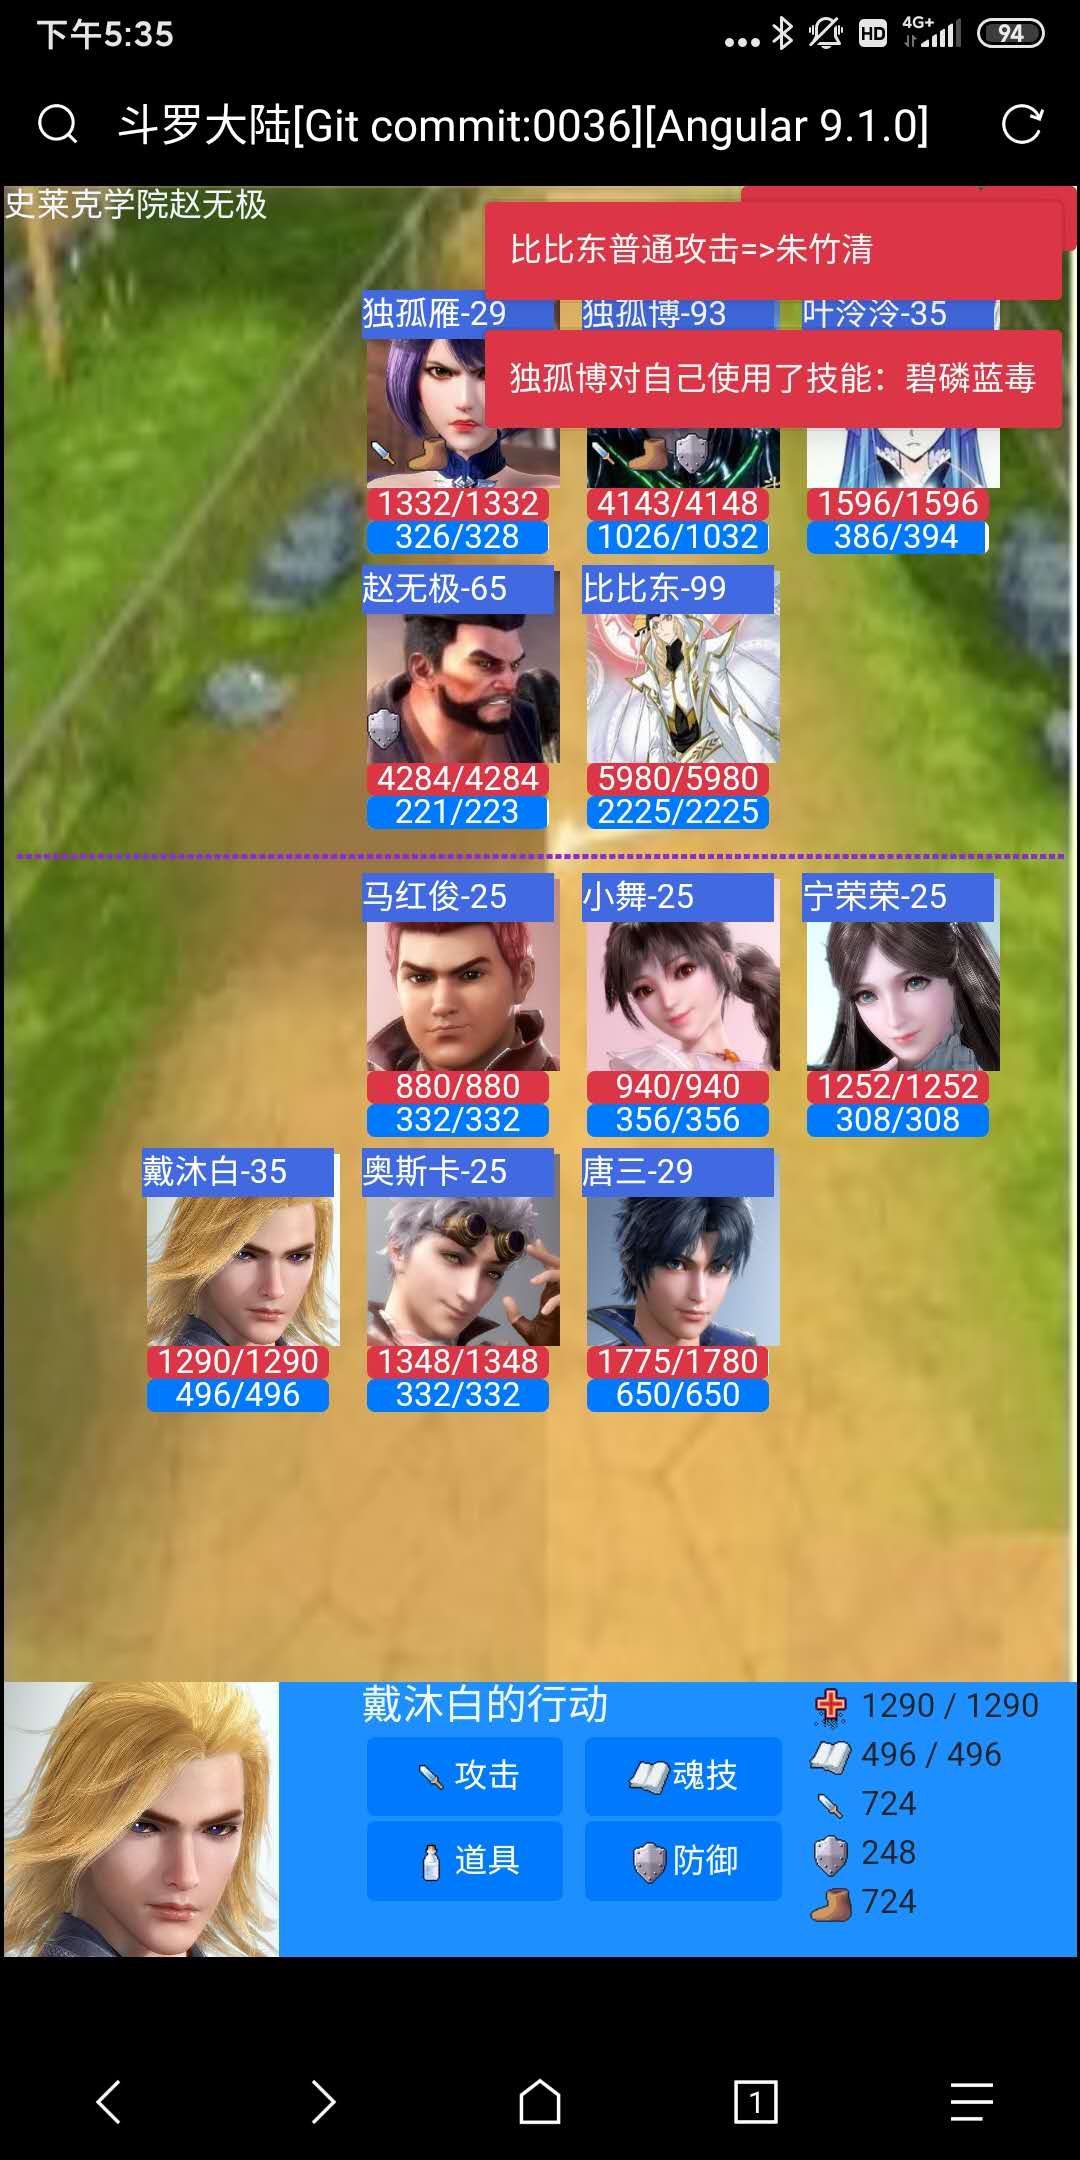 下午5:35
HD
4G+
94
斗罗大陆[Git commit:0036][Angular 9.1.0]
史莱克学院赵无极
比比东普通攻击=>朱竹清
独孤雁-29
独孤博-93
叶泠泠-35
独孤博对自己使用了技能：碧磷蓝毒
1332/1332
4143/4148
1596/1596
326/328
1026/1032
386/394
赵无极-65
比比东-99
4284/4284
5980/5980
221/223
2225/2225
马红俊-25
小舞-25
宁荣荣-25
880/880
940/940
1252/1252
332/332
356/356
308/308
戴沐白-35
奥斯卡-25
唐三-29
1290/1290
1348/1348
1775/1780
496/496
332/332
650/650
戴沐白的行动
1290 / 1290
496 / 496
攻击
魂技
724
道具
防御
248
724
1